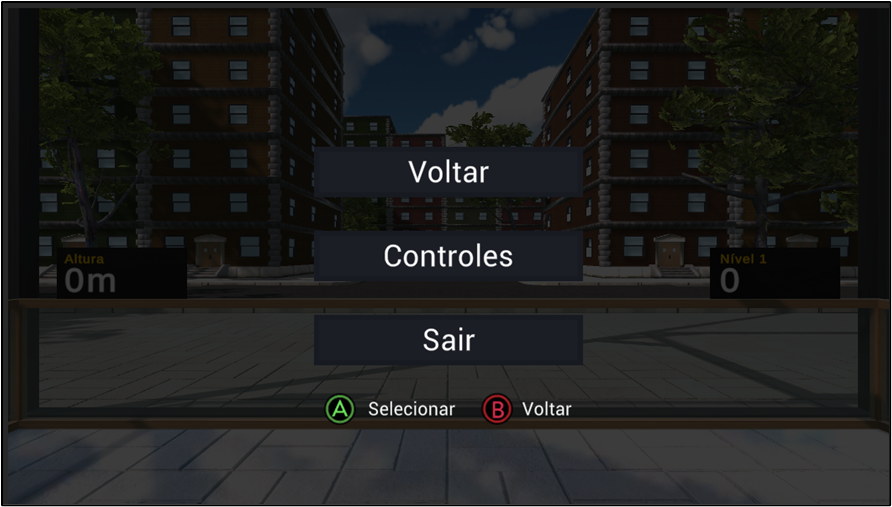 Voltar
Controles
Altura
0m
Nível 1
0
Sair
A Selecionar B Voltar